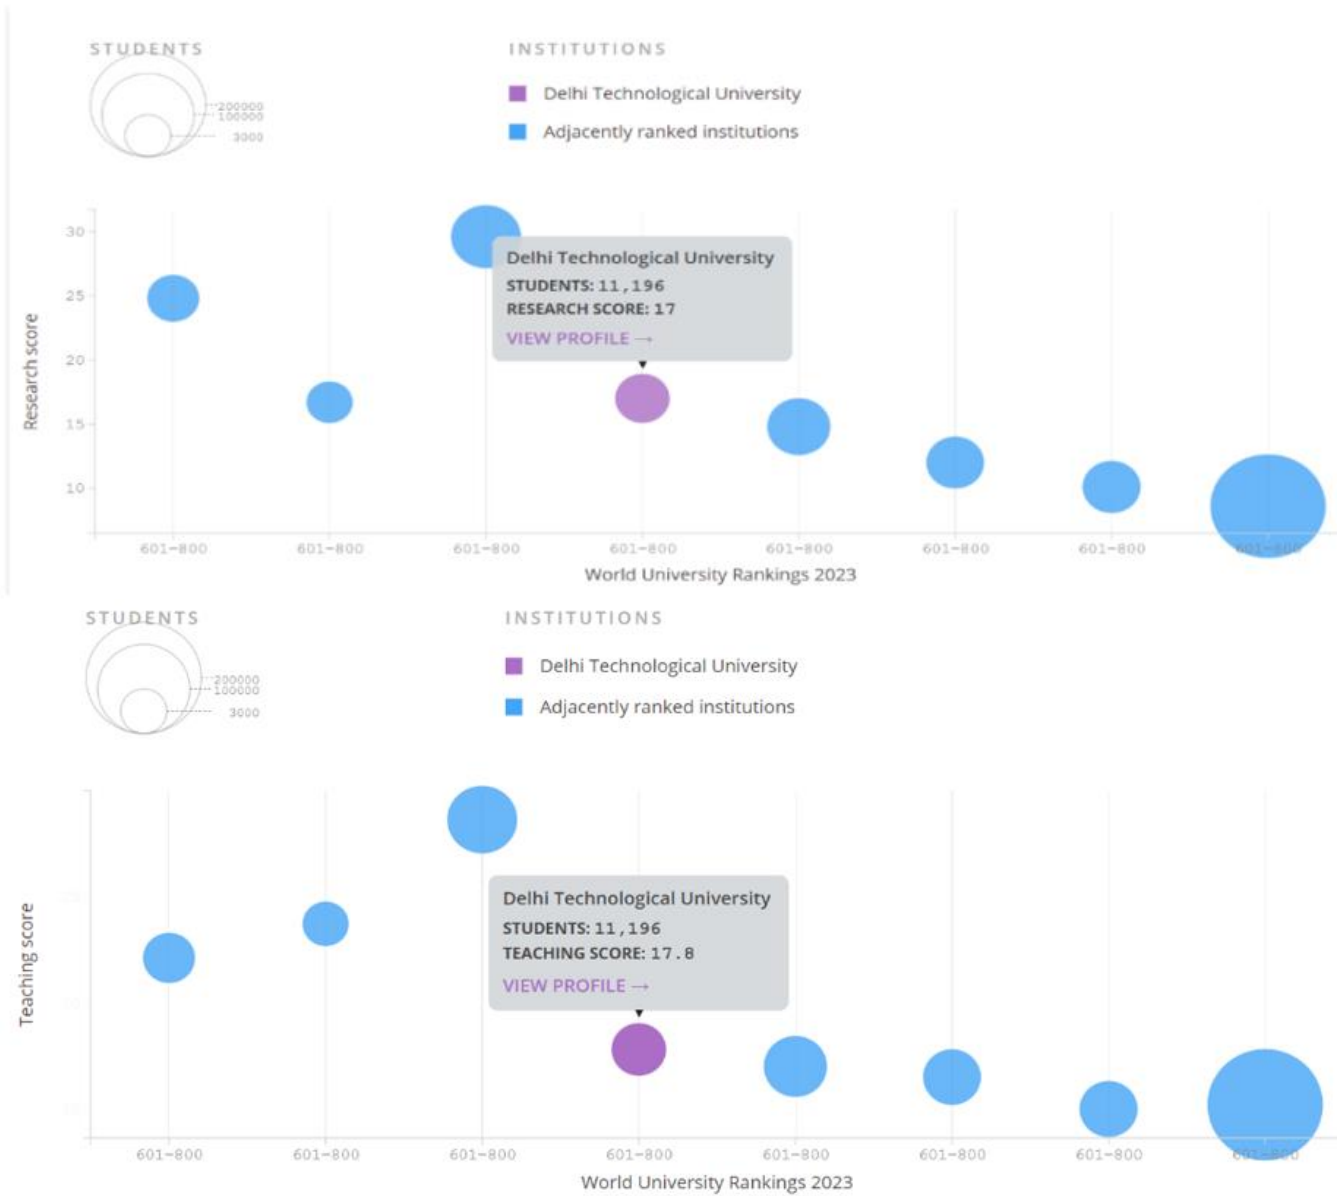 STUDENTS
200000
100000
3000
INSTITUTIONS
Delhi Technological University
Adjacently ranked institutions
Research score
30
25
20
15
10
Delhi Technological University
STUDENTS: 11,196
RESEARCH SCORE: 17
VIEW PROFILE →
601–800 601–800 601–800 601–800 601–800 601–800 601–800 601–800
World University Rankings 2023
STUDENTS
200000
100000
3000
INSTITUTIONS
Delhi Technological University
Adjacently ranked institutions
Teaching score
Delhi Technological University
STUDENTS: 11,196
TEACHING SCORE: 17.8
VIEW PROFILE →
601–800 601–800 601–800 601–800 601–800 601–800 601–800 601–800
World University Rankings 2023